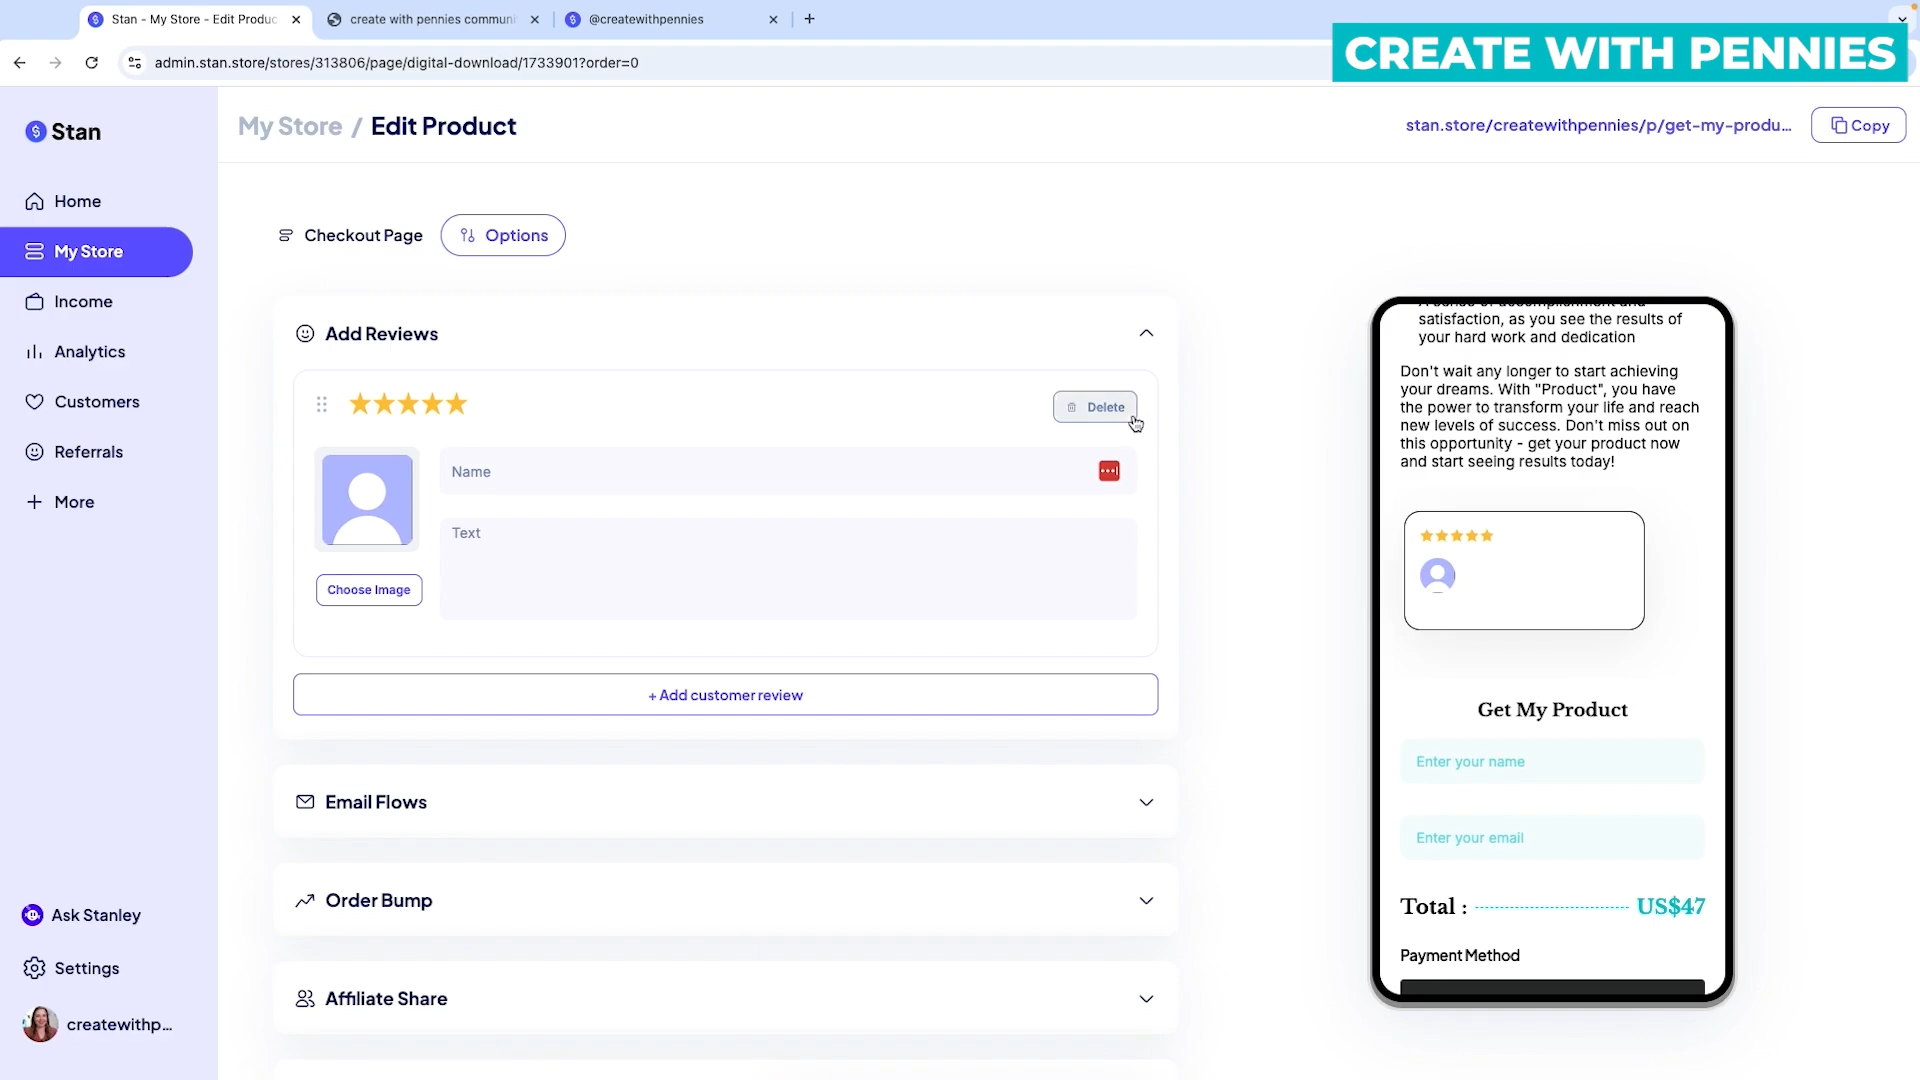 Stan - My Store - Edit Produc
create with pennies communi
@createwithpennies
admin.stan.store/stores/313806/page/digital-download/1733901?order=0
CREATE WITH PENNIES
Stan
Home
My Store
Income
Analytics
Customers
Referrals
More
Ask Stanley
Settings
createwithp...
My Store / Edit Product
stan.store/createwithpennies/p/get-my-produ...
Copy
Checkout Page
Options
Add Reviews
Delete
Name
Text
Choose Image
+ Add customer review
Email Flows
Order Bump
Affiliate Share
A sense of accomplishment and
satisfaction, as you see the results of
your hard work and dedication
Don't wait any longer to start achieving
your dreams. With "Product", you have
the power to transform your life and reach
new levels of success. Don't miss out on
this opportunity - get your product now
and start seeing results today!
Get My Product
Enter your name
Enter your email
Total : US$47
Payment Method